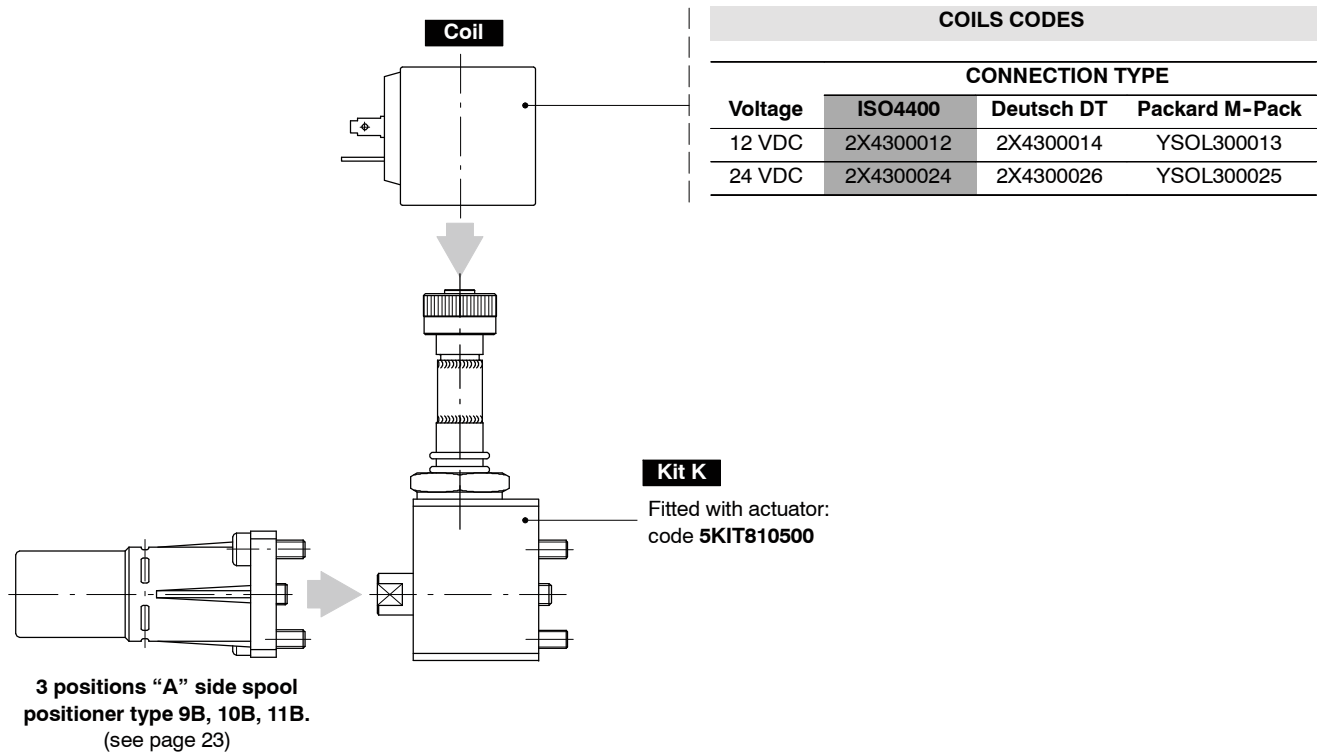 Coil
COILS CODES
CONNECTION TYPE
Voltage ISO4400 Deutsch DT Packard M-Pack
12 VDC 2X4300012 2X4300014 YSOL300013
24 VDC 2X4300024 2X4300026 YSOL300025
Kit K
Fitted with actuator:
code 5KIT810500
3 positions “A” side spool
positioner type 9B, 10B, 11B.
(see page 23)